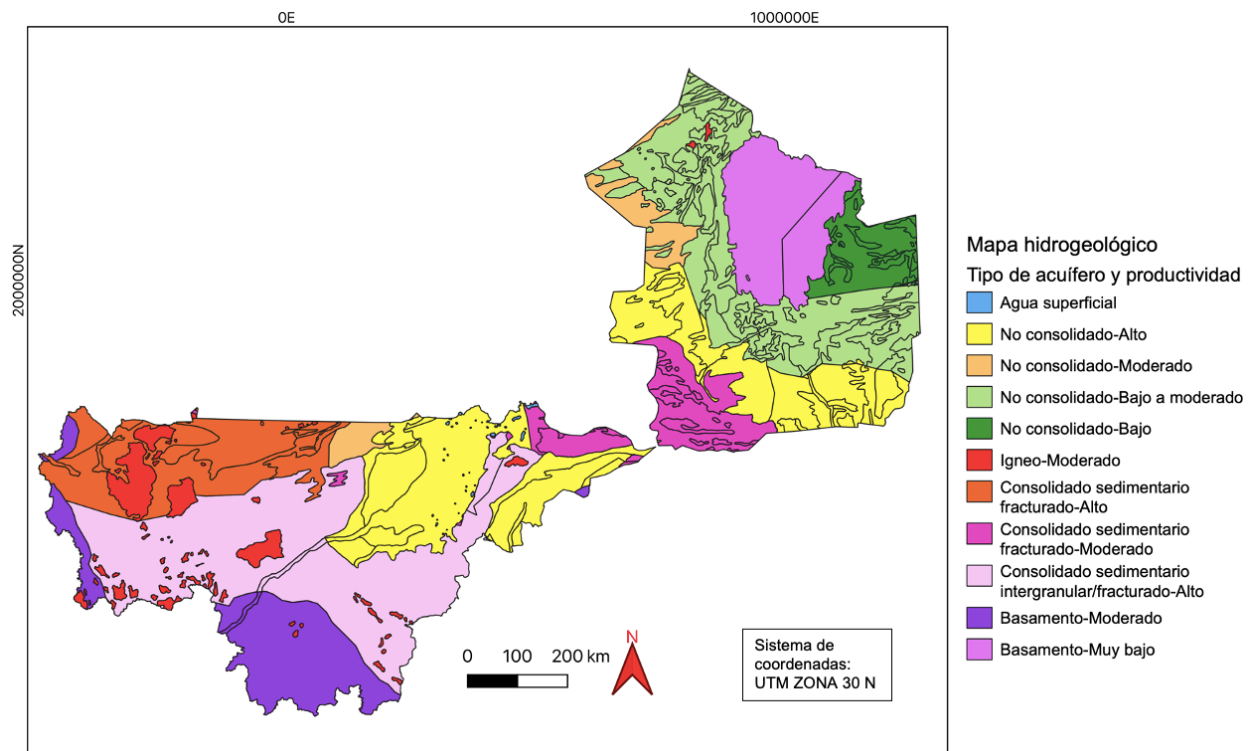 0E
1000000E
2000000N
Mapa hidrogeológico
Tipo de acuífero y productividad
Agua superficial
No consolidado-Alto
No consolidado-Moderado
No consolidado-Bajo a moderado
No consolidado-Bajo
Igneo-Moderado
Consolidado sedimentario
fracturado-Alto
Consolidado sedimentario
fracturado-Moderado
Consolidado sedimentario
intergranular/fracturado-Alto
Basamento-Moderado
Basamento-Muy bajo
0 100 200 km
N
Sistema de
coordenadas:
UTM ZONA 30 N